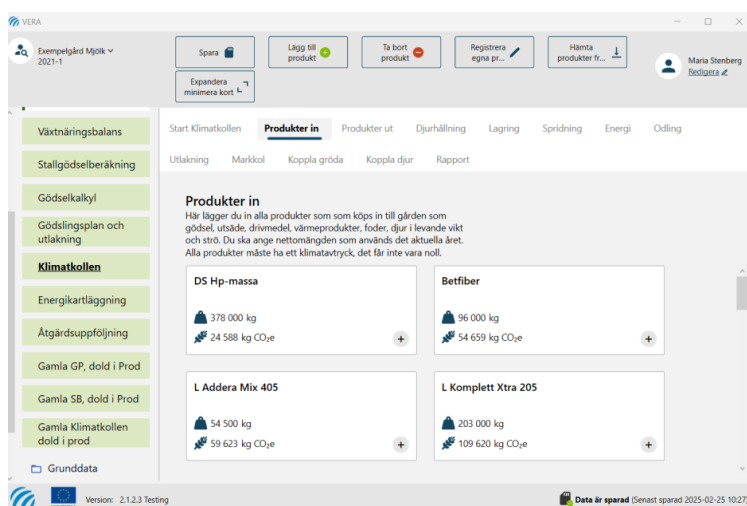 VERA
Exempelgård Mjölk
2021-1
Spara
Lägg till
produkt
Ta bort
produkt
Registrera
egna pr...
Hämta
produkter fr...
Expandera
minimera kort
Maria Stenberg
Redigera
Växtnäringsbalans
Stallgödselberäkning
Gödselkalkyl
Gödslingsplan och
utlakning
Klimatkollen
Energikartläggning
Åtgärdsuppföljning
Gamla GP, dold i Prod
Gamla SB, dold i Prod
Gamla Klimatkollen
dold i prod
Grunddata
Start Klimatkollen Produkter in Produkter ut Djurhållning Lagring Spridning Energi Odling
Utlakning Markkol Koppla gröda Koppla djur Rapport
Produkter in
Här lägger du in alla produkter som som köps in till gården som
gödsel, utsäde, drivmedel, värmeprodukter, foder, djur i levande vikt
och strö. Du ska ange nettomängden som används det aktuella året.
Alla produkter måste ha ett klimatavtryck, det får inte vara noll.
DS Hp-massa
378 000 kg
24 588 kg CO₂e
Betfiber
96 000 kg
54 659 kg CO₂e
L Addera Mix 405
54 500 kg
59 623 kg CO₂e
L Komplett Xtra 205
203 000 kg
109 620 kg CO₂e
Version: 2.1.2.3 Testing
Data är sparad (Senast sparad 2025-02-25 10:27)